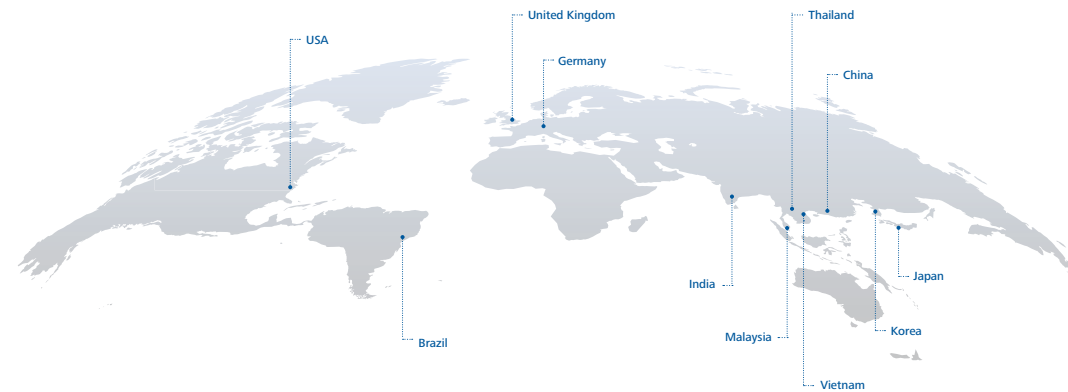 United Kingdom
Thailand
USA
Germany
China
India
Japan
Malaysia
Korea
Brazil
Vietnam